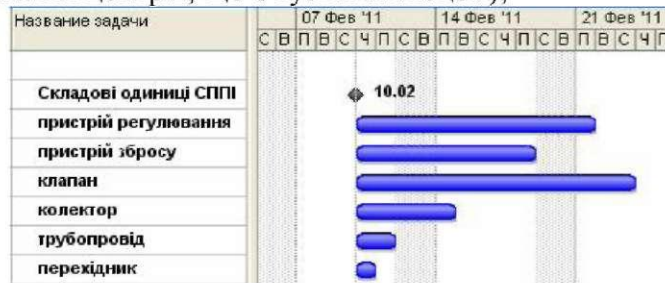 Название задачи 07 Фев '11 14 Фев '11 21 Фев '11
С В П В С Ч П С В П В С Ч П С В П В С Ч П
Складові одиниці СППІ 10.02
пристрій регулювання
пристрій збросу
клапан
колектор
трубопровід
перехідник